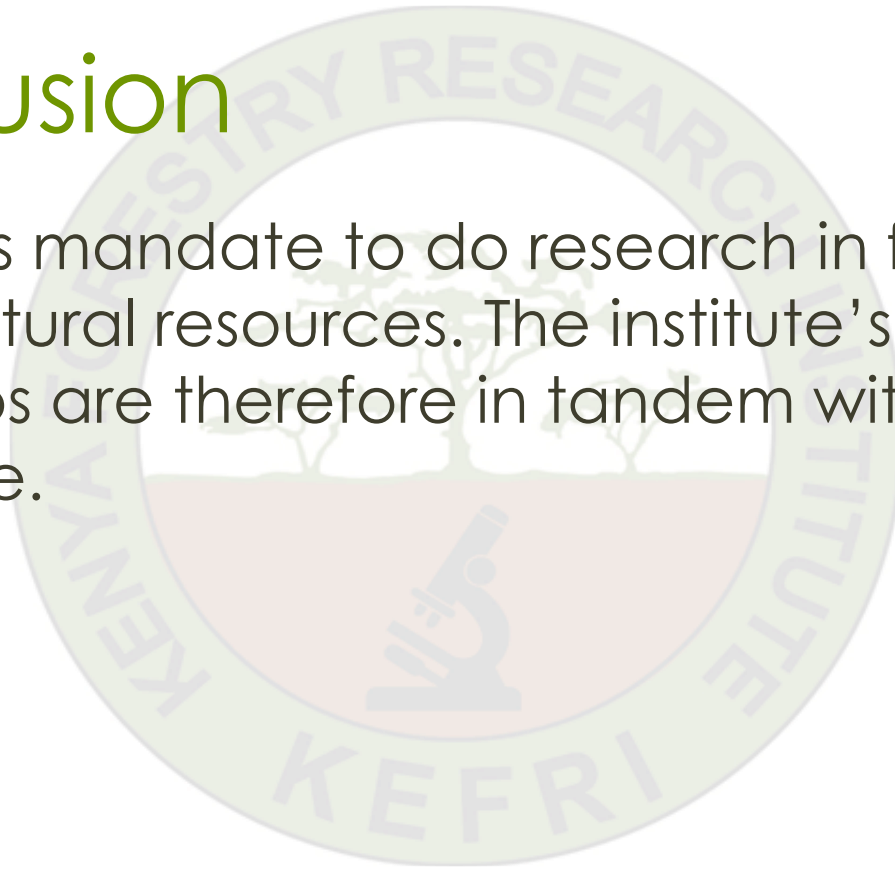 usion
s mandate to do research in f
tural resources. The institute’s
os are therefore in tandem wit
e.
KENYA FORESTRY RESEARCH INSTITUTE
KEFRI